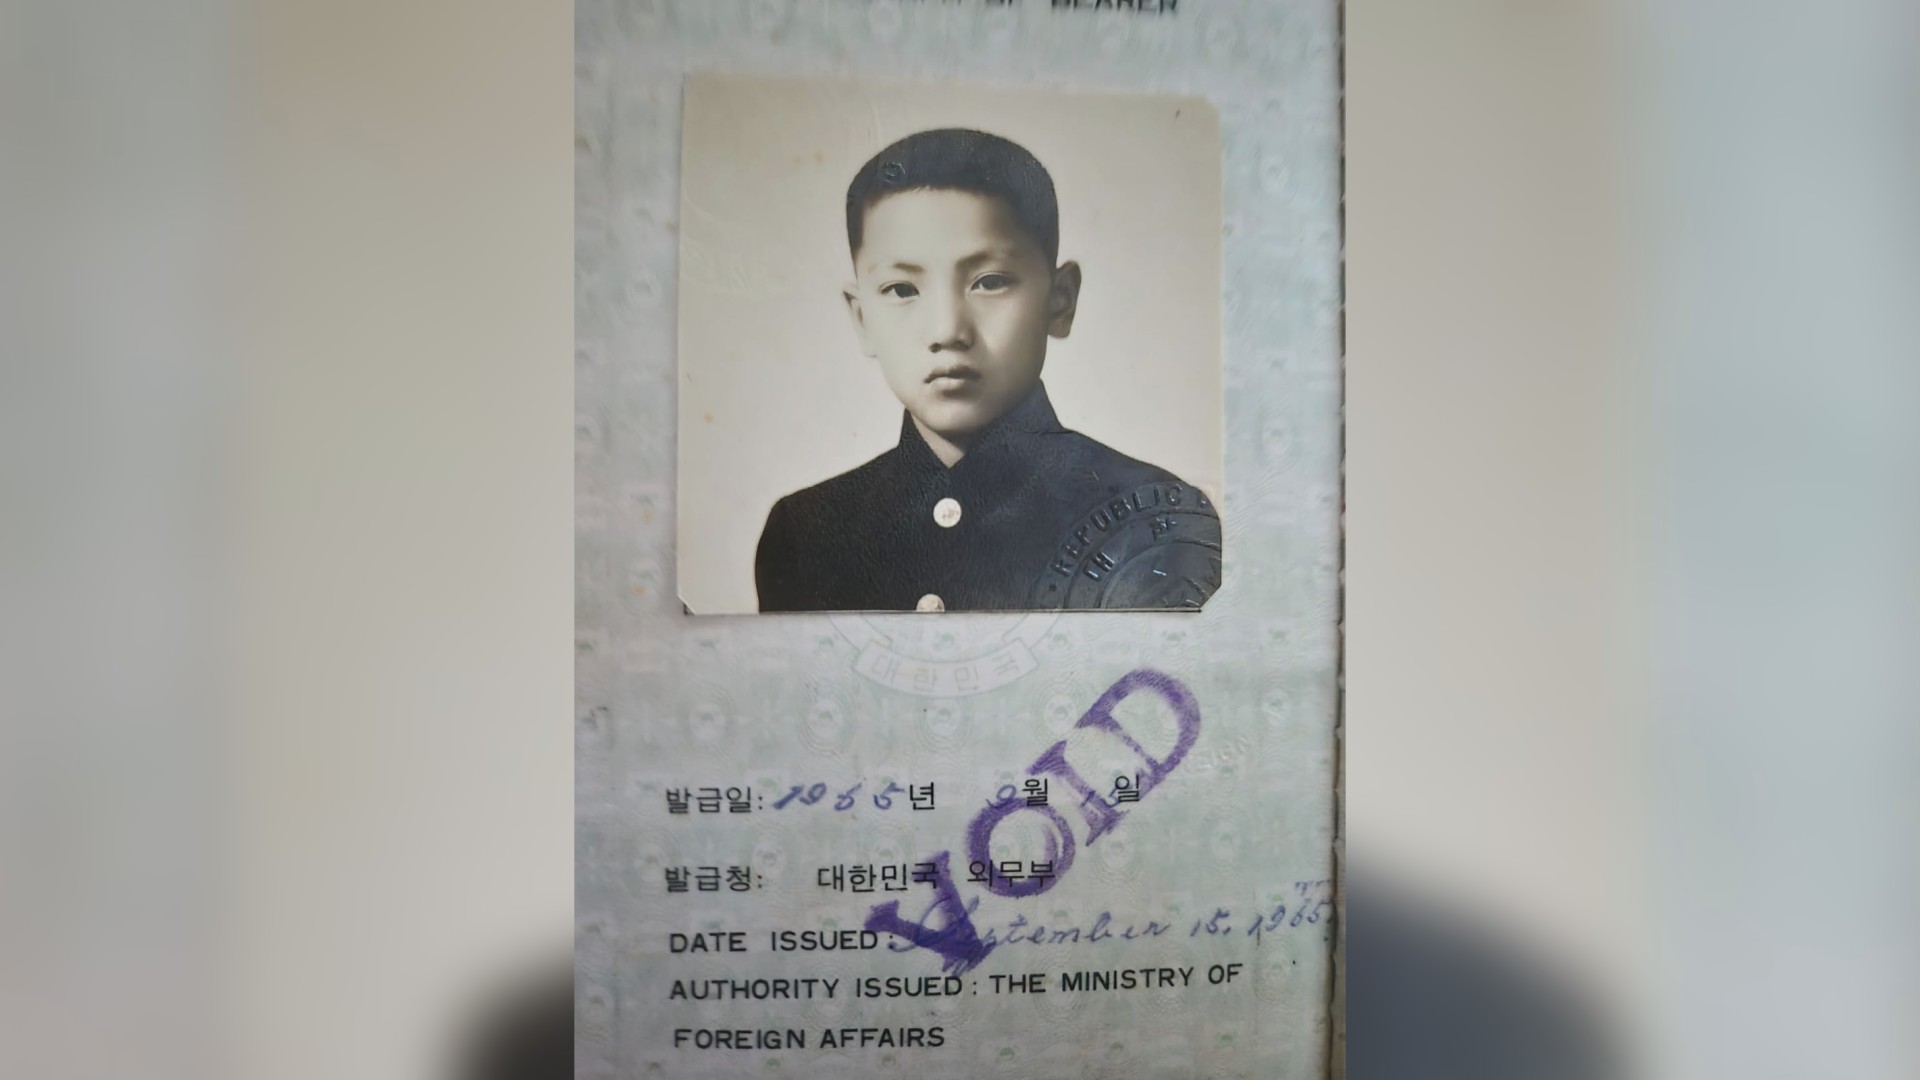 BEARER
REPUBLIC
대한민국
발급일: 1965년 9월 15일
발급청: 대한민국 외무부
VOID
DATE ISSUED: September 15, 1965
AUTHORITY ISSUED: THE MINISTRY OF
FOREIGN AFFAIRS